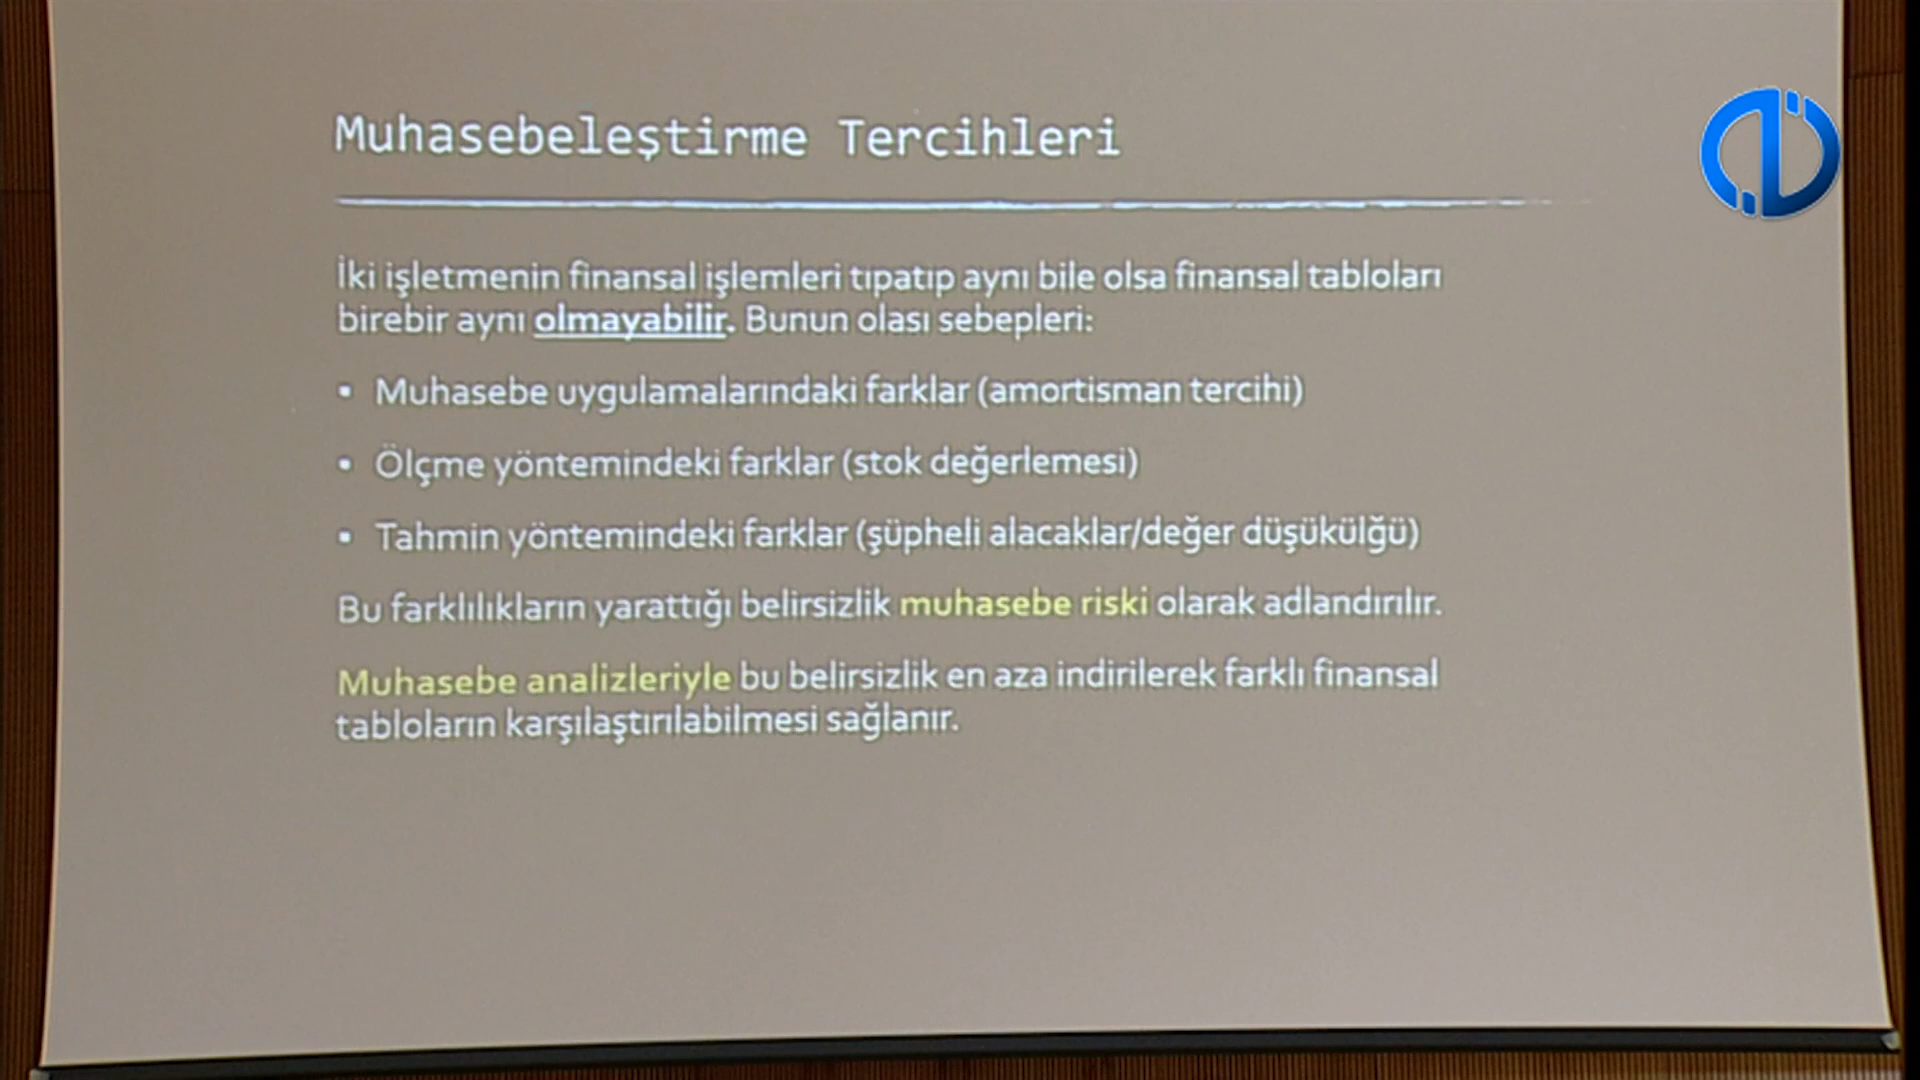 Muhasebeleştirme Tercihleri
İki işletmenin finansal işlemleri tıpatıp aynı bile olsa finansal tabloları
birebir aynı olmayabilir. Bunun olası sebepleri:
▪ Muhasebe uygulamalarındaki farklar (amortisman tercihi)
▪ Ölçme yöntemindeki farklar (stok değerlemesi)
▪ Tahmin yöntemindeki farklar (şüpheli alacaklar/değer düşükülğü)
Bu farklılıkların yarattığı belirsizlik muhasebe riski olarak adlandırılır.
Muhasebe analizleriyle bu belirsizlik en aza indirilerek farklı finansal
tabloların karşılaştırılabilmesi sağlanır.